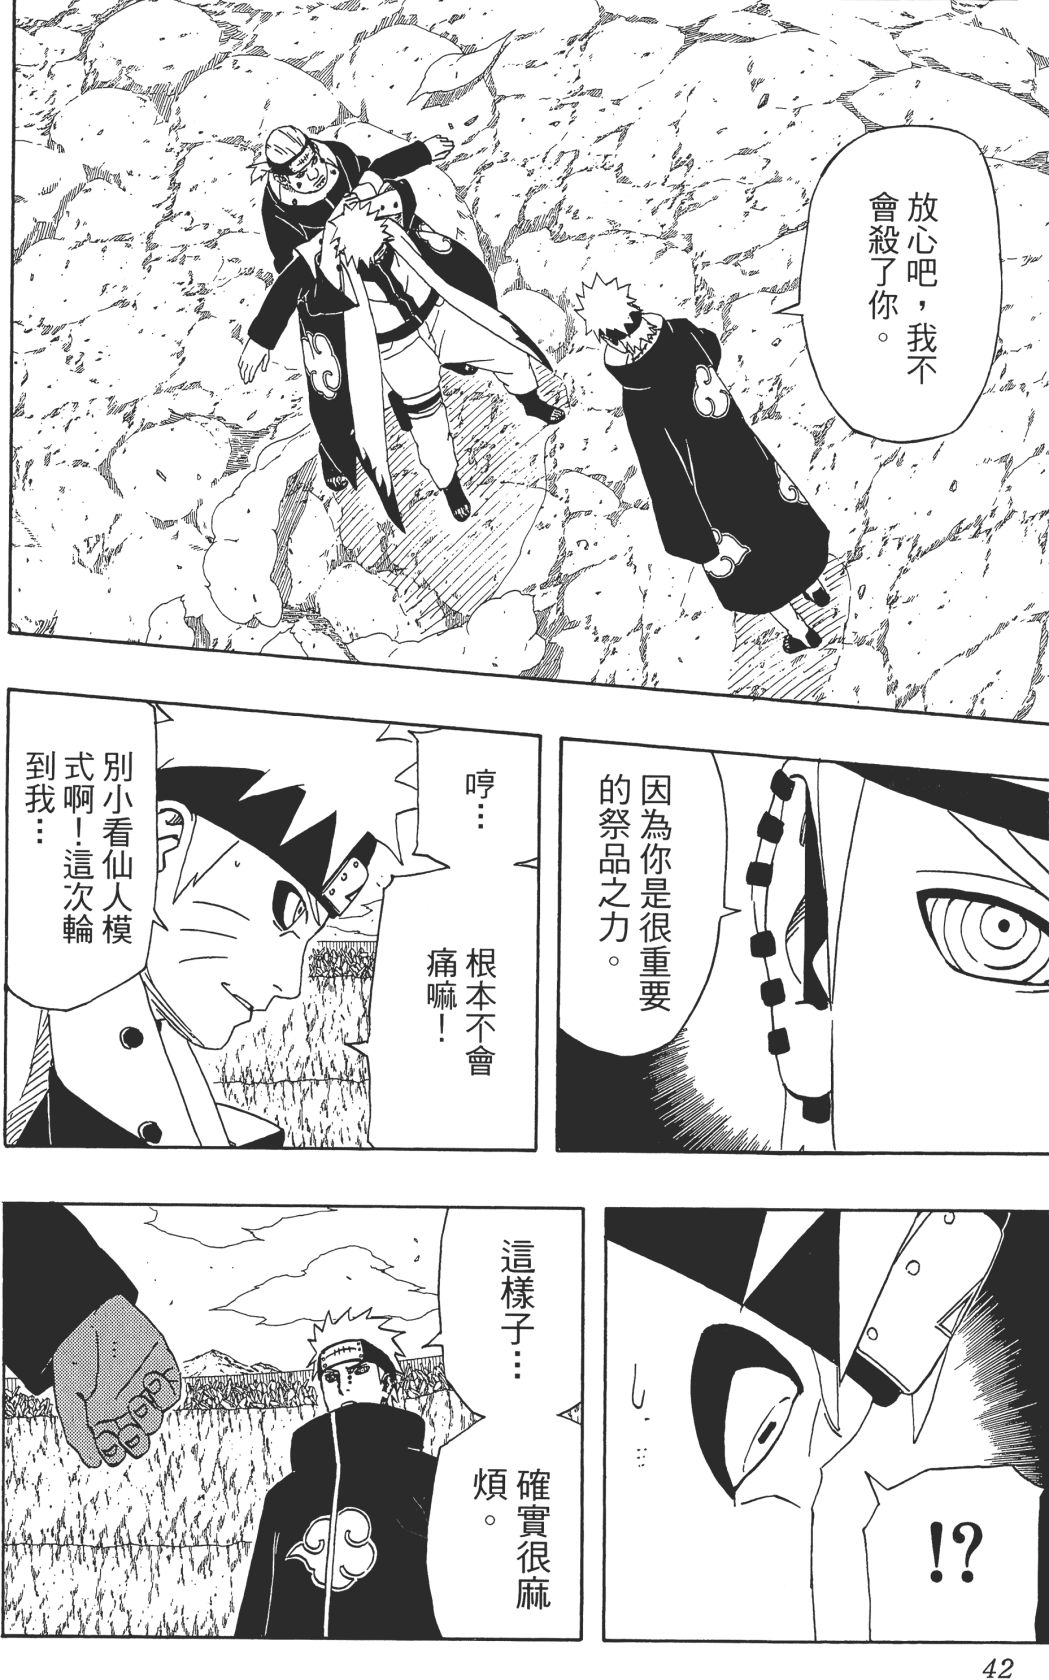 放心吧，我不
會殺了你。
因為你是很重要
的祭品之力。
哼…
根本不會
痛嘛！
別小看仙人模
式啊！這次輪
到我…
!?
這樣子…
確實很麻
煩。
42